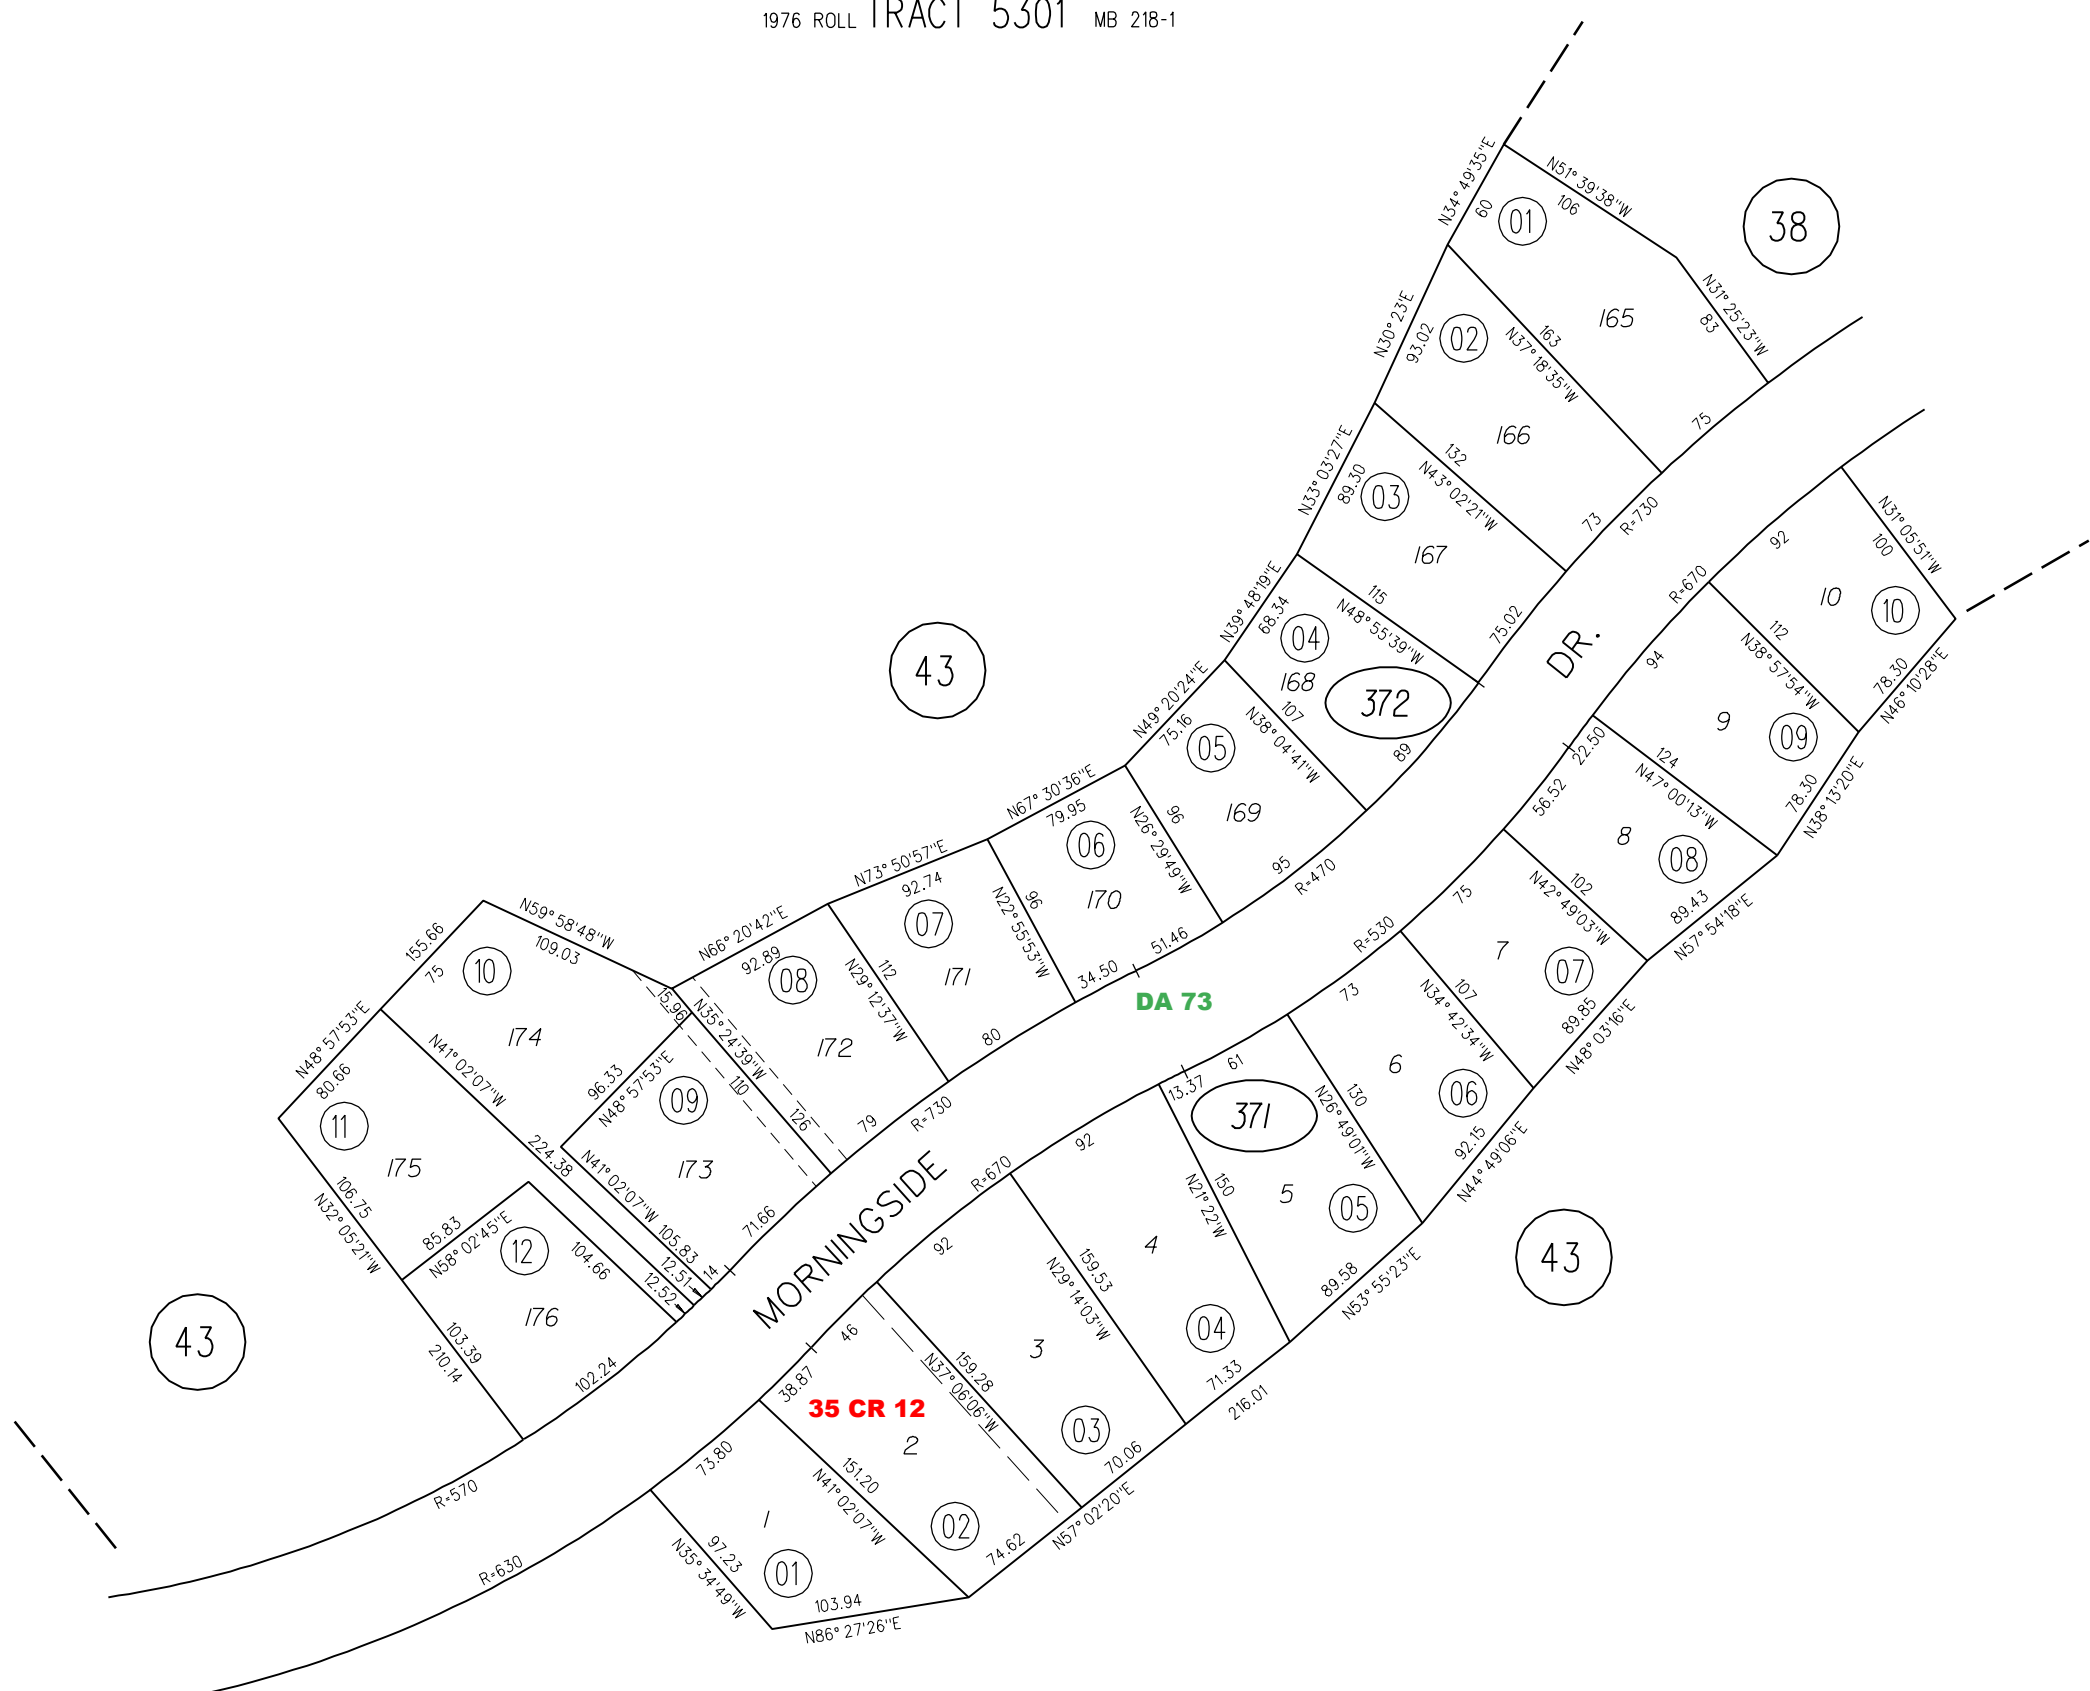 1976 ROLL TRACT 5301 MB 218-1
N34°49'35"E
60
01
N51°39'38"W
106
38
165
N31°25'23"W
83
N30°23'E
93.02
02
163
N37°18'35"W
75
166
N33°03'27"E
89.30
03
132
N43°02'21"W
73
R=730
167
N39°48'19"E
68.34
04
115
N48°55'39"W
75.02
168
372
DR.
N49°20'24"E
75.16
05
107
N38°04'41"W
89
169
43
N67°30'36"E
79.95
06
96
N26°29'49"W
95
R=470
170
N73°50'57"E
92.74
07
96
N22°55'53"W
51.46
34.50
171
DA 73
N66°20'42"E
92.89
08
112
N29°12'37"W
80
172
N59°58'48"W
109.03
155.66
75
10
15.96
N35°24'39"W
110
126
79
R=730
174
N48°57'53"E
80.66
N41°02'07"W
224.38
96.33
N48°57'53"E
09
173
N41°02'07"W
105.83
71.66
14
12.51
12.52
11
175
106.75
N32°05'21"W
85.83
N58°02'45"E
12
104.66
176
103.39
210.14
102.24
43
R=570
R=630
MORNINGSIDE
R=670
92
N31°05'51"W
100
10
10
R=670
94
112
N38°57'54"W
78.30
N46°10'28"E
9
09
22.50
124
N47°00'13"W
78.30
N38°13'20"E
56.52
8
08
89.43
N57°54'18"E
75
102
N42°49'03"W
7
07
R=530
73
107
N34°42'34"W
89.85
N48°03'16"E
6
06
61
13.37
371
130
N26°49'01"W
92.15
N44°49'06"E
5
05
92
150
N21°22'W
89.58
N53°55'23"E
43
4
04
92
159.53
N29°14'03"W
71.33
216.01
3
03
46
159.28
N37°06'06"W
70.06
N57°02'20"E
38.87
35 CR 12
2
02
151.20
N41°02'07"W
74.62
73.80
1
01
97.23
N35°34'49"W
103.94
N86°27'26"E